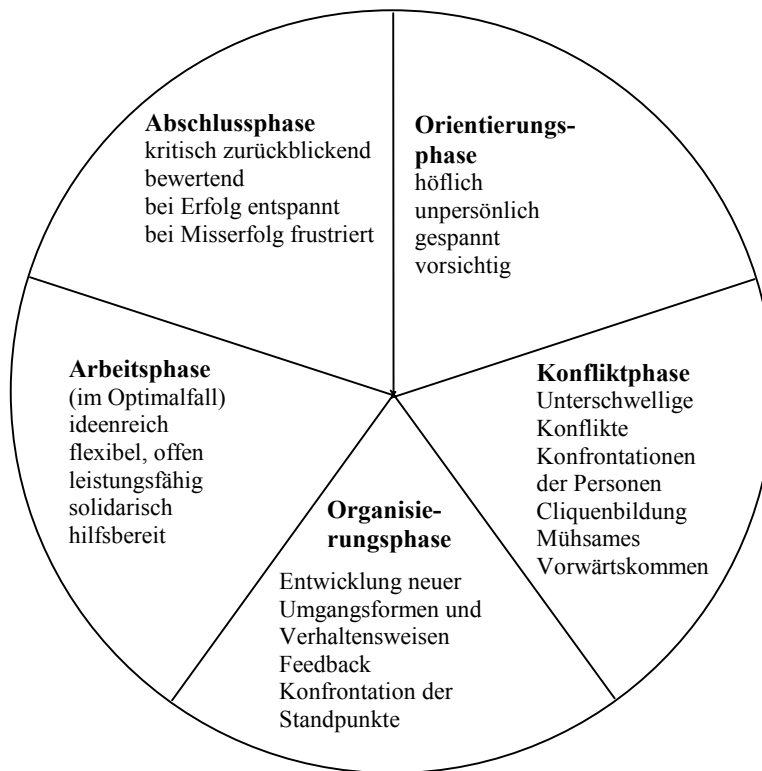 Abschlussphase
kritisch zurückblickend
bewertend
bei Erfolg entspannt
bei Misserfolg frustriert
Orientierungs-
phase
höflich
unpersönlich
gespannt
vorsichtig
Konfliktphase
Unterschwellige
Konflikte
Konfrontationen
der Personen
Cliquenbildung
Mühsames
Vorwärtskommen
Organisie-
rungsphase
Entwicklung neuer
Umgangsformen und
Verhaltensweisen
Feedback
Konfrontation der
Standpunkte
Arbeitsphase
(im Optimalfall)
ideenreich
flexibel, offen
leistungsfähig
solidarisch
hilfsbereit